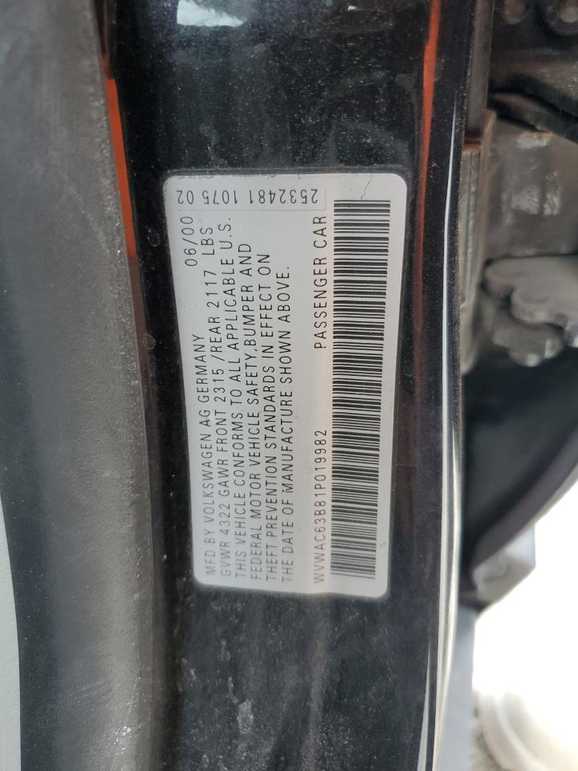 MFD BY VOLKSWAGEN AG GERMANY 06/00
GVWR 4322 GAWR FRONT 2315 /REAR 2117 LBS
THIS VEHICLE CONFORMS TO ALL APPLICABLE U.S.
FEDERAL MOTOR VEHICLE SAFETY,BUMPER AND
THEFT PREVENTION STANDARDS IN EFFECT ON
THE DATE OF MANUFACTURE SHOWN ABOVE.
WVWAC63B81P019982 PASSENGER CAR
2532481 1075 02